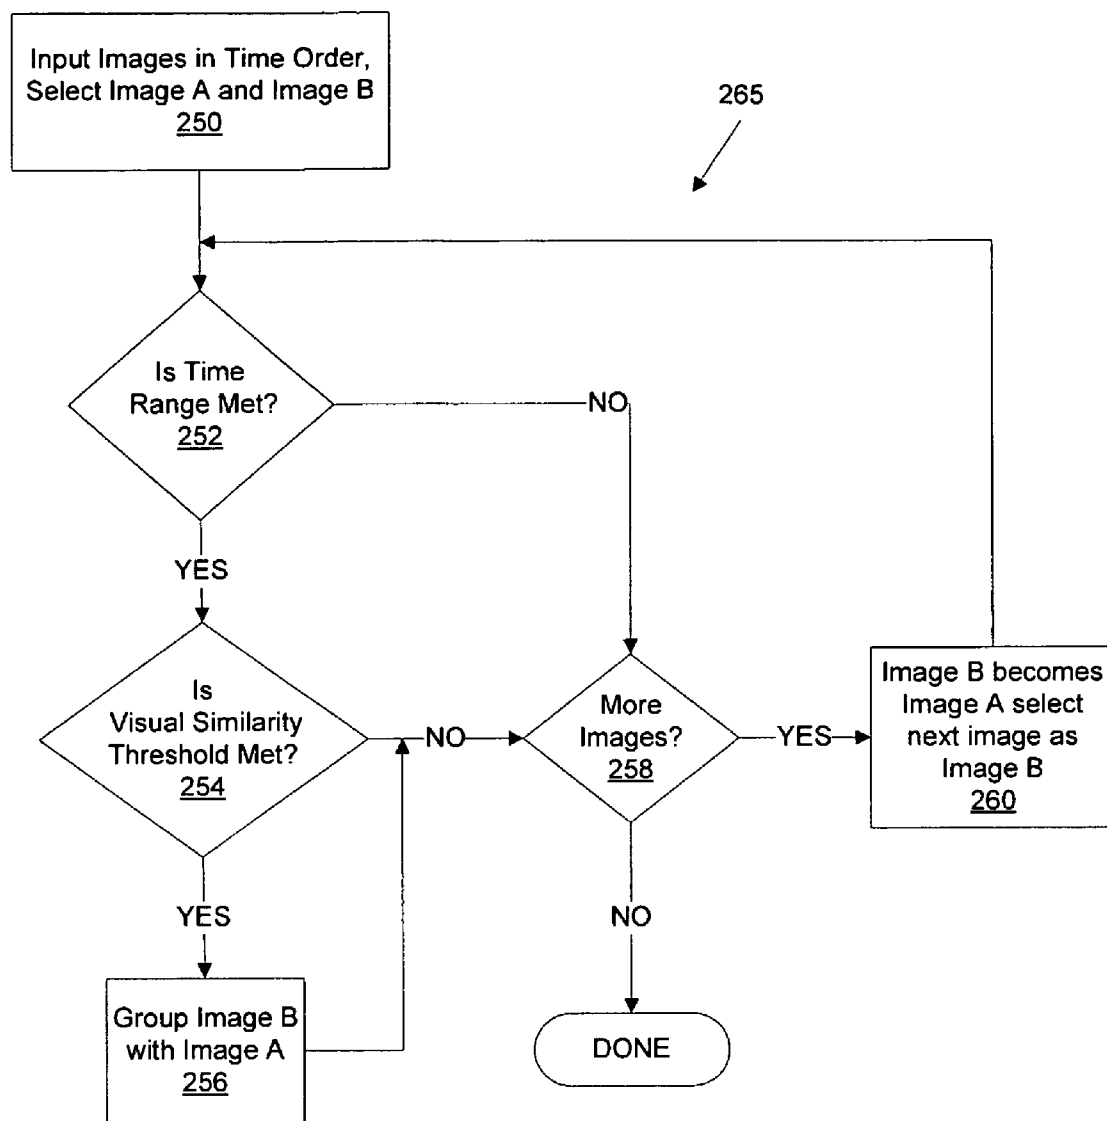 Input Images in Time Order,
Select Image A and Image B
250
265
Is Time
Range Met?
252
NO
YES
Is
Visual Similarity
Threshold Met?
254
NO
More
Images?
258
YES
Image B becomes
Image A select
next image as
Image B
260
YES
NO
Group Image B
with Image A
256
DONE